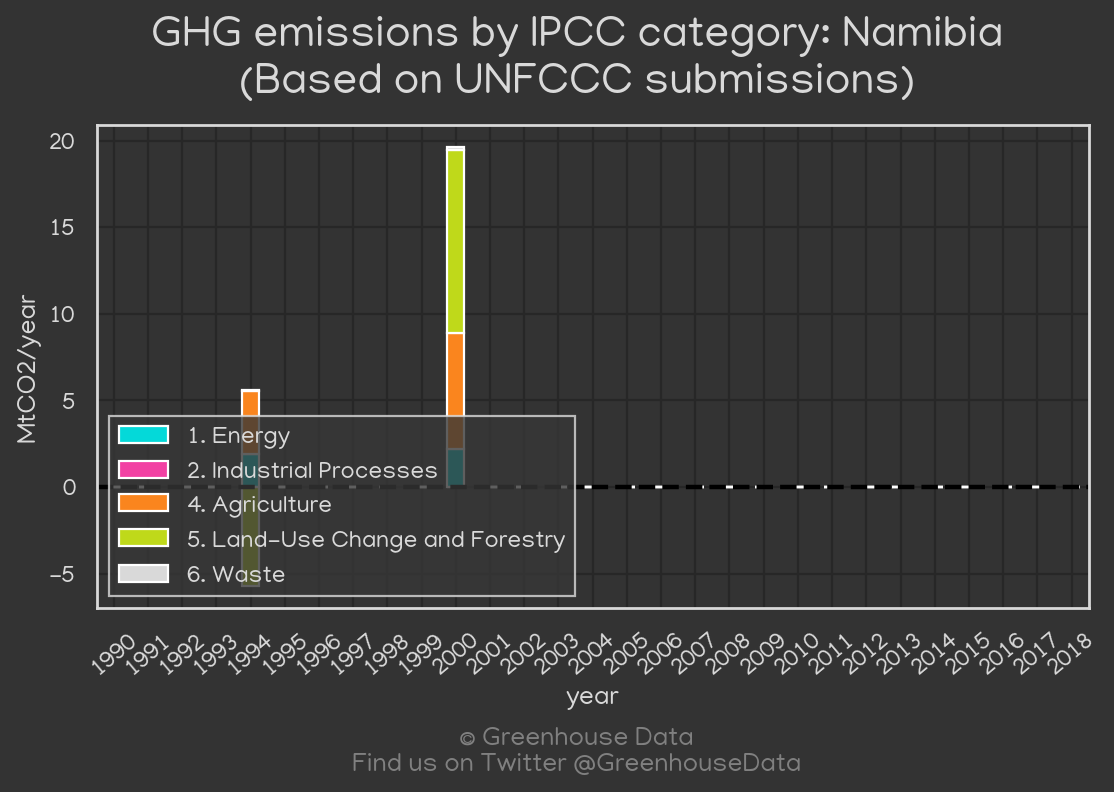 GHG emissions by IPCC category: Namibia
(Based on UNFCCC submissions)
MtCO2/year
20
15
10
5
0
−5
1. Energy
2. Industrial Processes
4. Agriculture
5. Land−Use Change and Forestry
6. Waste
1990 1991 1992 1993 1994 1995 1996 1997 1998 1999 2000 2001 2002 2003 2004 2005 2006 2007 2008 2009 2010 2011 2012 2013 2014 2015 2016 2017 2018
year
© Greenhouse Data
Find us on Twitter @GreenhouseData